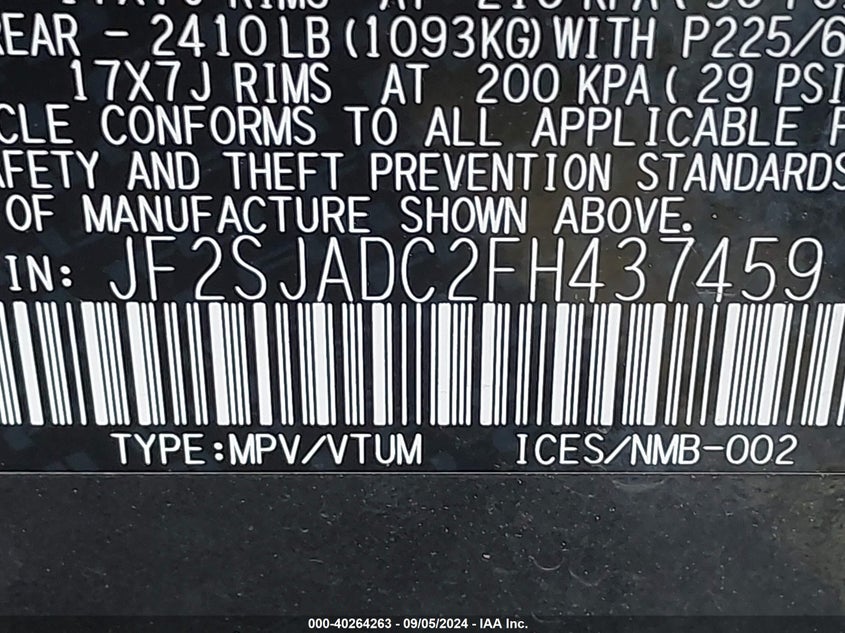 REAR - 2410 LB (1093KG) WITH P225/6
17X7J RIMS AT 200 KPA ( 29 PSI
CLE CONFORMS TO ALL APPLICABLE F
AFETY AND THEFT PREVENTION STANDARDS
OF MANUFACTURE SHOWN ABOVE.
IN: JF2SJADC2FH437459
TYPE:MPV/VTUM ICES/NMB-002
000-40264263 - 09/05/2024 - IAA Inc.